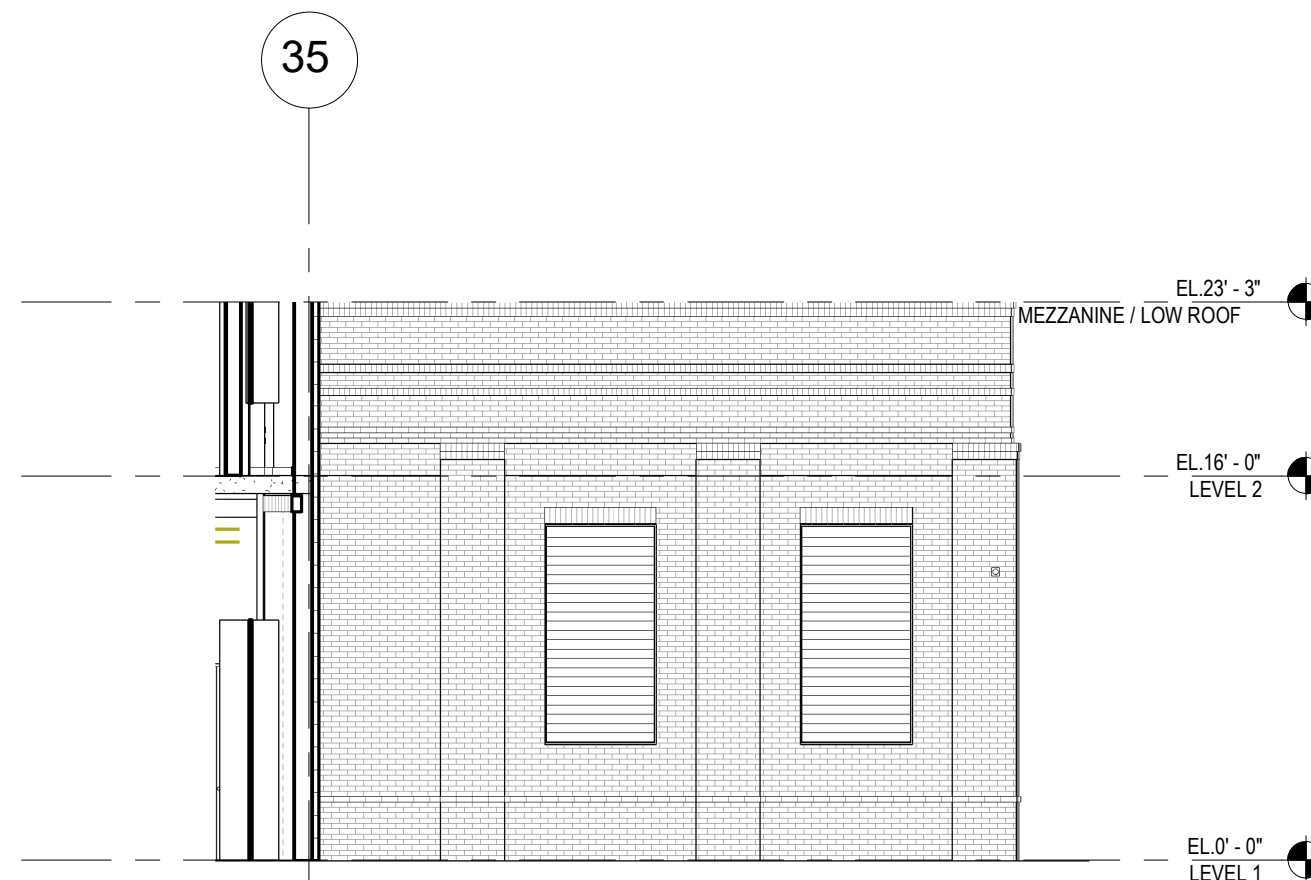 35
EL.23' - 3"
MEZZANINE / LOW ROOF
EL.16' - 0"
LEVEL 2
EL.0' - 0"
LEVEL 1